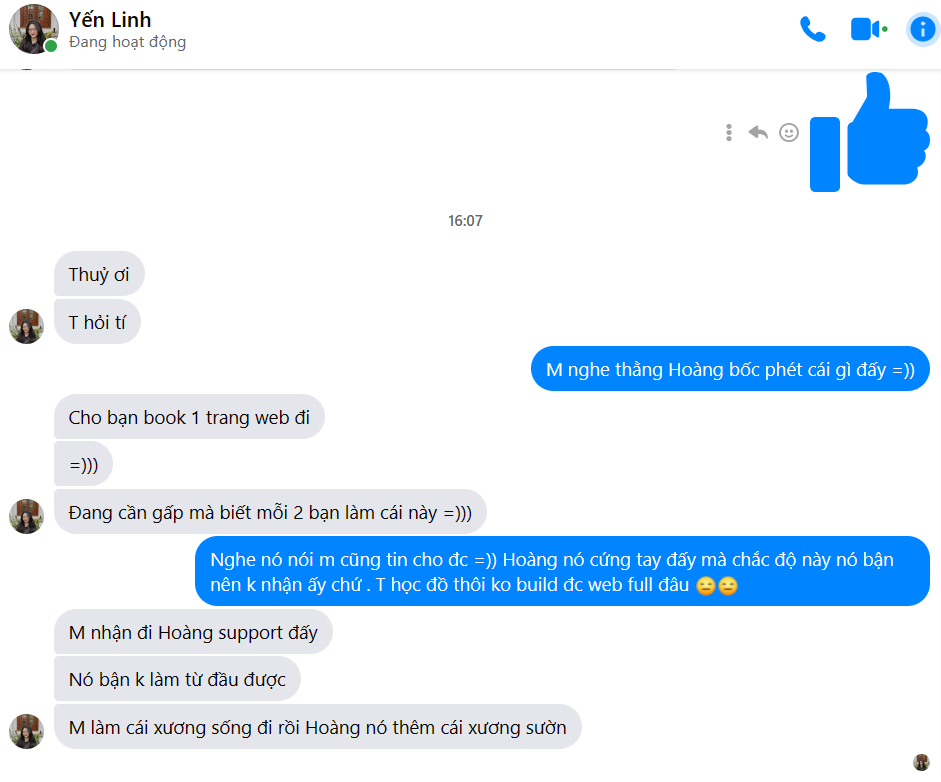 Yến Linh
Đang hoạt động
16:07
Thuỷ ơi
T hỏi tí
M nghe thằng Hoàng bốc phét cái gì đấy =))
Cho bạn book 1 trang web đi
=)))
Đang cần gấp mà biết mỗi 2 bạn làm cái này =)))
Nghe nó nói m cũng tin cho đc =)) Hoàng nó cứng tay đấy mà chắc độ này nó bận
nên k nhận ấy chứ . T học đồ thôi ko build đc web full đâu 😑😑
M nhận đi Hoàng support đấy
Nó bận k làm từ đầu được
M làm cái xương sống đi rồi Hoàng nó thêm cái xương sườn